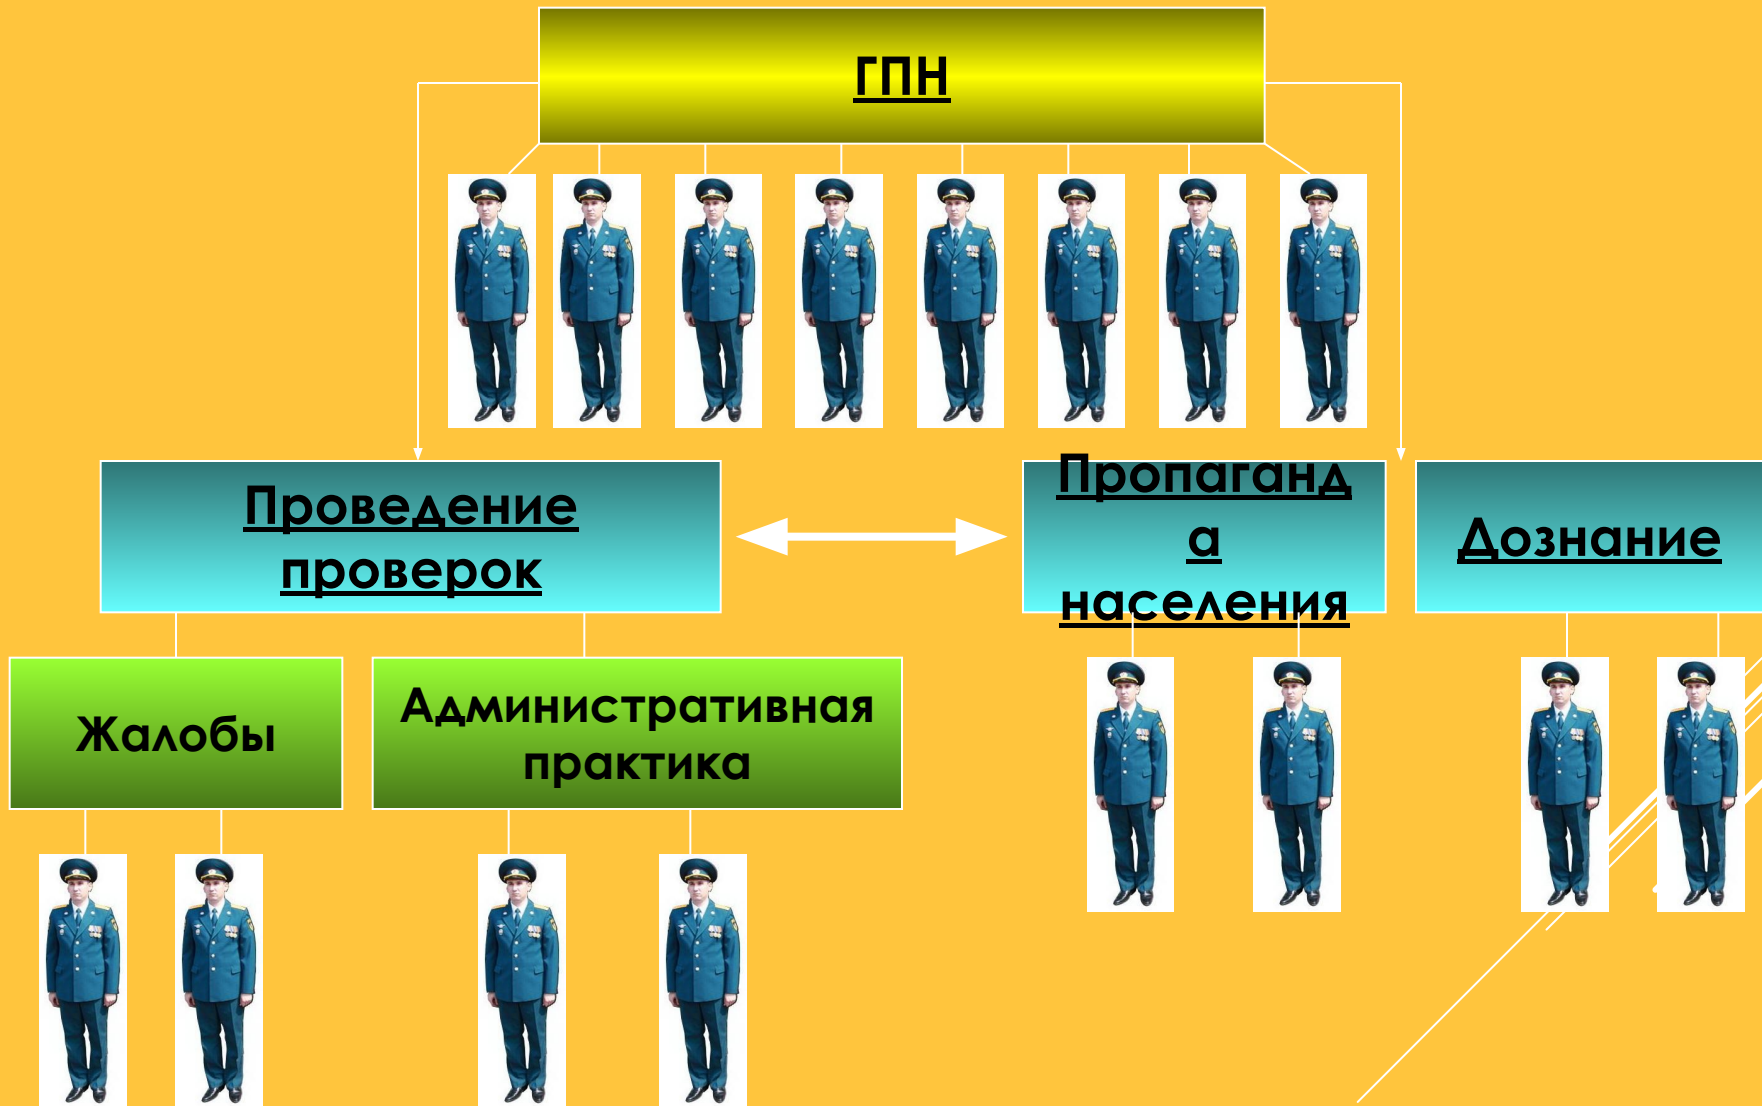 ГПН
Проведение
проверок
Пропаганд
а
населения
Дознание
Жалобы
Административная
практика